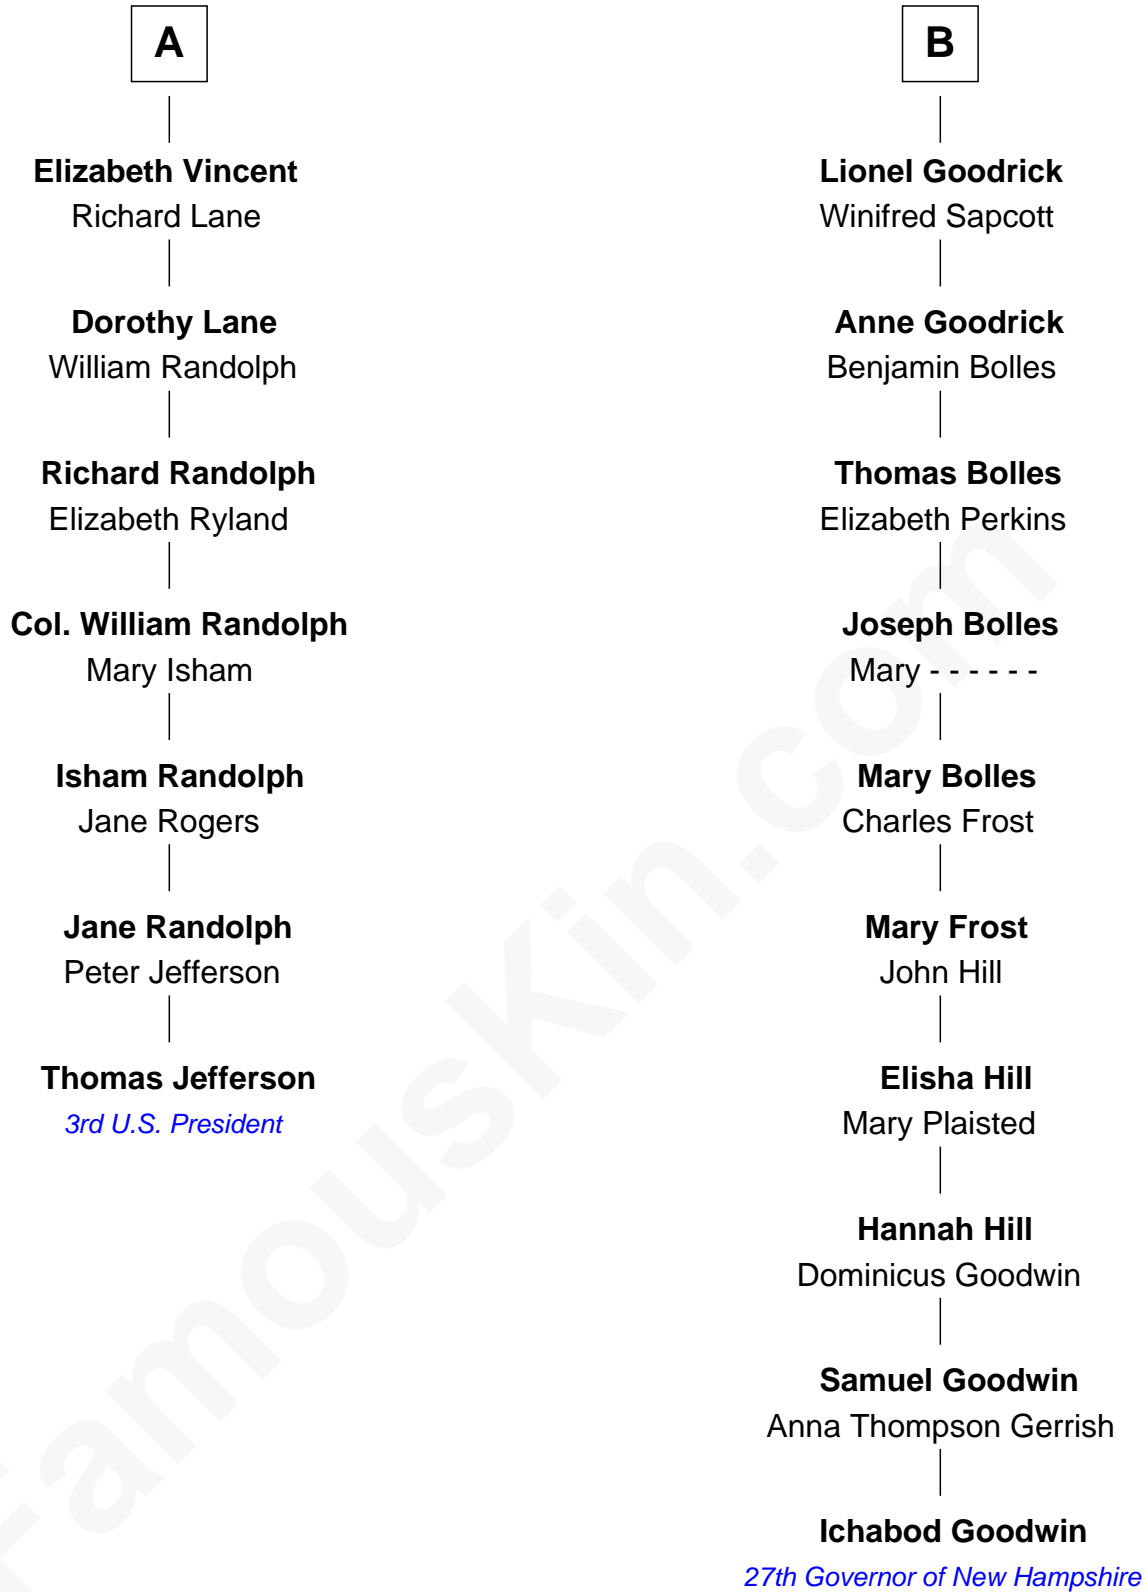 A
Elizabeth Vincent
Richard Lane
Dorothy Lane
William Randolph
Richard Randolph
Elizabeth Ryland
Col. William Randolph
Mary Isham
Isham Randolph
Jane Rogers
Jane Randolph
Peter Jefferson
Thomas Jefferson
3rd U.S. President
B
Lionel Goodrick
Winifred Sapcott
Anne Goodrick
Benjamin Bolles
Thomas Bolles
Elizabeth Perkins
Joseph Bolles
Mary - - - - - -
Mary Bolles
Charles Frost
Mary Frost
John Hill
Elisha Hill
Mary Plaisted
Hannah Hill
Dominicus Goodwin
Samuel Goodwin
Anna Thompson Gerrish
Ichabod Goodwin
27th Governor of New Hampshire
FamousKin.com